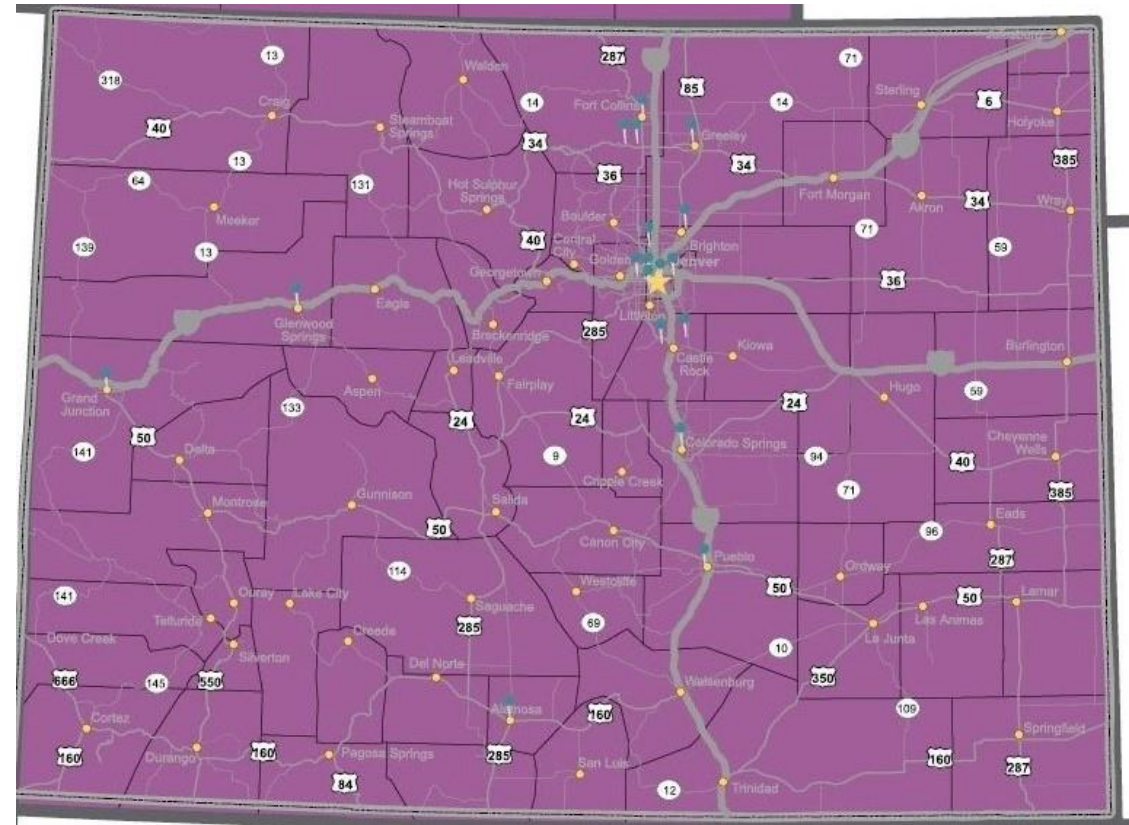 287
71
Julesburg
13
Walden
318
85
Sterling
14
Fort Collins
14
6
Craig
Holyoke
40
Steamboat
Springs
34
Greeley
13
36
34
385
64
131
Hot Sulphur
Springs
Fort Morgan
Akron
34
Wray
Meeker
Boulder
71
139
13
40
Central
City
Brighton
59
Georgetown
Golden
Denver
36
Eagle
Glenwood
Springs
Breckenridge
285
Littleton
Castle
Rock
Kiowa
Burlington
Leadville
Grand
Junction
Aspen
Fairplay
Hugo
59
133
24
24
24
50
141
Delta
9
Colorado Springs
94
40
Cheyenne
Wells
Cripple Creek
71
385
Montrose
Gunnison
Salida
50
Canon City
96
Eads
Pueblo
287
114
Westcliffe
50
Ordway
141
Ouray
Lake City
Saguache
50
Lamar
Las Animas
Telluride
285
69
La Junta
Dove Creek
Creede
Silverton
10
Del Norte
666
145
550
350
Walsenburg
Alamosa
160
109
Cortez
Springfield
160
Durango
160
Pagosa Springs
285
San Luis
160
287
84
12
Trinidad